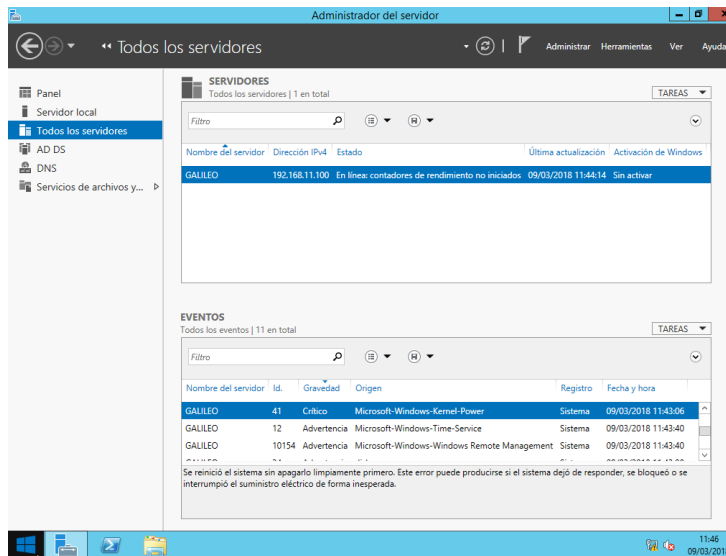 Administrador del servidor
Todos los servidores
Administrar Herramientas Ver Ayuda
Panel
Servidor local
Todos los servidores
AD DS
DNS
Servicios de archivos y...
SERVIDORES
Todos los servidores | 1 en total
TAREAS
Filtro
Nombre del servidor Dirección IPv4 Estado Última actualización Activación de Windows
GALILEO 192.168.11.100 En línea: contadores de rendimiento no iniciados 09/03/2018 11:44:14 Sin activar
EVENTOS
Todos los eventos | 11 en total
TAREAS
Filtro
Nombre del servidor Id. Gravedad Origen Registro Fecha y hora
GALILEO 41 Crítico Microsoft-Windows-Kernel-Power Sistema 09/03/2018 11:43:06
GALILEO 12 Advertencia Microsoft-Windows-Time-Service Sistema 09/03/2018 11:43:40
GALILEO 10154 Advertencia Microsoft-Windows-Windows Remote Management Sistema 09/03/2018 11:43:40
Se reinició el sistema sin apagarlo limpiamente primero. Este error puede producirse si el sistema dejó de responder, se bloqueó o se
interrumpió el suministro eléctrico de forma inesperada.
11:46
09/03/201